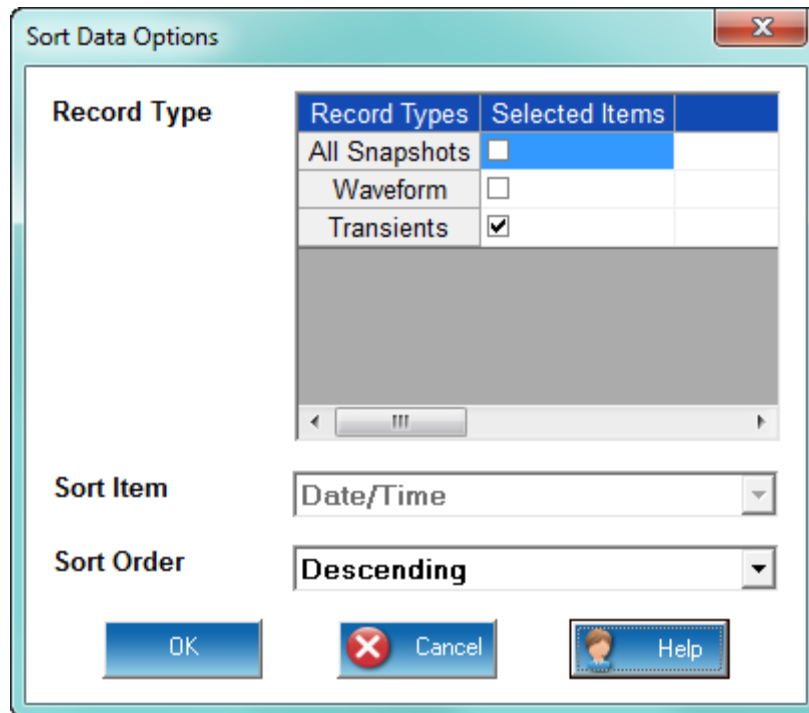 Sort Data Options
Record Type
Record Types Selected Items
All Snapshots
Waveform
Transients
Sort Item
Date/Time
Sort Order
Descending
OK
Cancel
Help